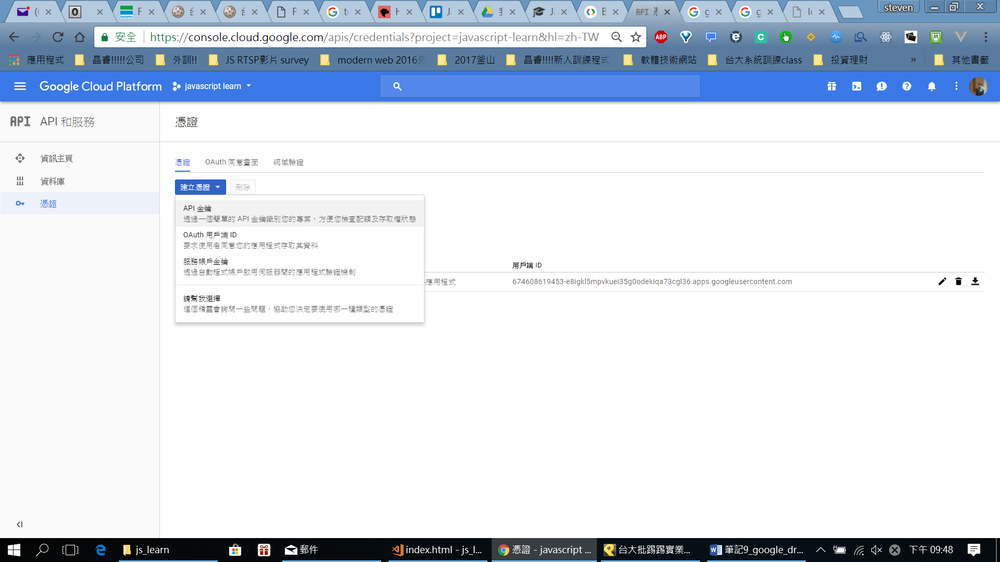 steven
安全 https://console.cloud.google.com/apis/credentials?project=javascript-learn&hl=zh-TW
ABP
應用程式 晶睿!!!!!公司 外訓!! JS RTSP影片 survey modern web 2016 2017釜山 晶睿!!!!新人訓練程式 軟體技術網站 台大系統訓練class 投資理財 » 其他書籤
Google Cloud Platform javascript learn
API API 和服務
憑證
資訊主頁
資料庫
憑證
憑證 OAuth 同意畫面 網域驗證
建立憑證 刪除
API 金鑰
透過一個簡單的 API 金鑰識別您的專案，方便您檢查配額及存取權狀態
OAuth 用戶端 ID
要求使用者同意您的應用程式存取其資料
服務帳戶金鑰
透過自動程式帳戶啟用伺服器間的應用程式驗證機制
請幫我選擇
這個精靈會詢問一些問題，協助您決定要使用哪一種類型的憑證
用戶端 ID
應用程式 674608619453-e8igkl5mpvkuei35g0odekiqa73cgl36.apps.googleusercontent.com
js_learn 郵件 index.html - js_l... 憑證 - javascript ... 台大批踢踢實業... 筆記9_google_dr... 下午 09:48